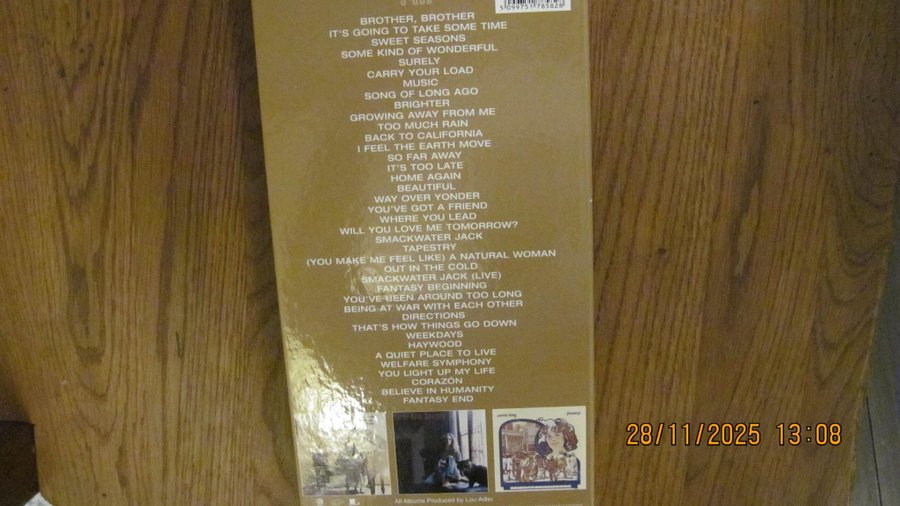 5099751785828
BROTHER, BROTHER
IT'S GOING TO TAKE SOME TIME
SWEET SEASONS
SOME KIND OF WONDERFUL
SURELY
CARRY YOUR LOAD
MUSIC
SONG OF LONG AGO
BRIGHTER
GROWING AWAY FROM ME
TOO MUCH RAIN
BACK TO CALIFORNIA
I FEEL THE EARTH MOVE
SO FAR AWAY
IT'S TOO LATE
HOME AGAIN
BEAUTIFUL
WAY OVER YONDER
YOU'VE GOT A FRIEND
WHERE YOU LEAD
WILL YOU LOVE ME TOMORROW?
SMACKWATER JACK
TAPESTRY
(YOU MAKE ME FEEL LIKE) A NATURAL WOMAN
OUT IN THE COLD
SMACKWATER JACK (LIVE)
FANTASY BEGINNING
YOU'VE BEEN AROUND TOO LONG
BEING AT WAR WITH EACH OTHER
DIRECTIONS
THAT'S HOW THINGS GO DOWN
WEEKDAYS
HAYWOOD
A QUIET PLACE TO LIVE
WELFARE SYMPHONY
YOU LIGHT UP MY LIFE
CORAZÓN
BELIEVE IN HUMANITY
FANTASY END
carole king fantasy
All Albums Produced by Lou Adler
28/11/2025 13:08